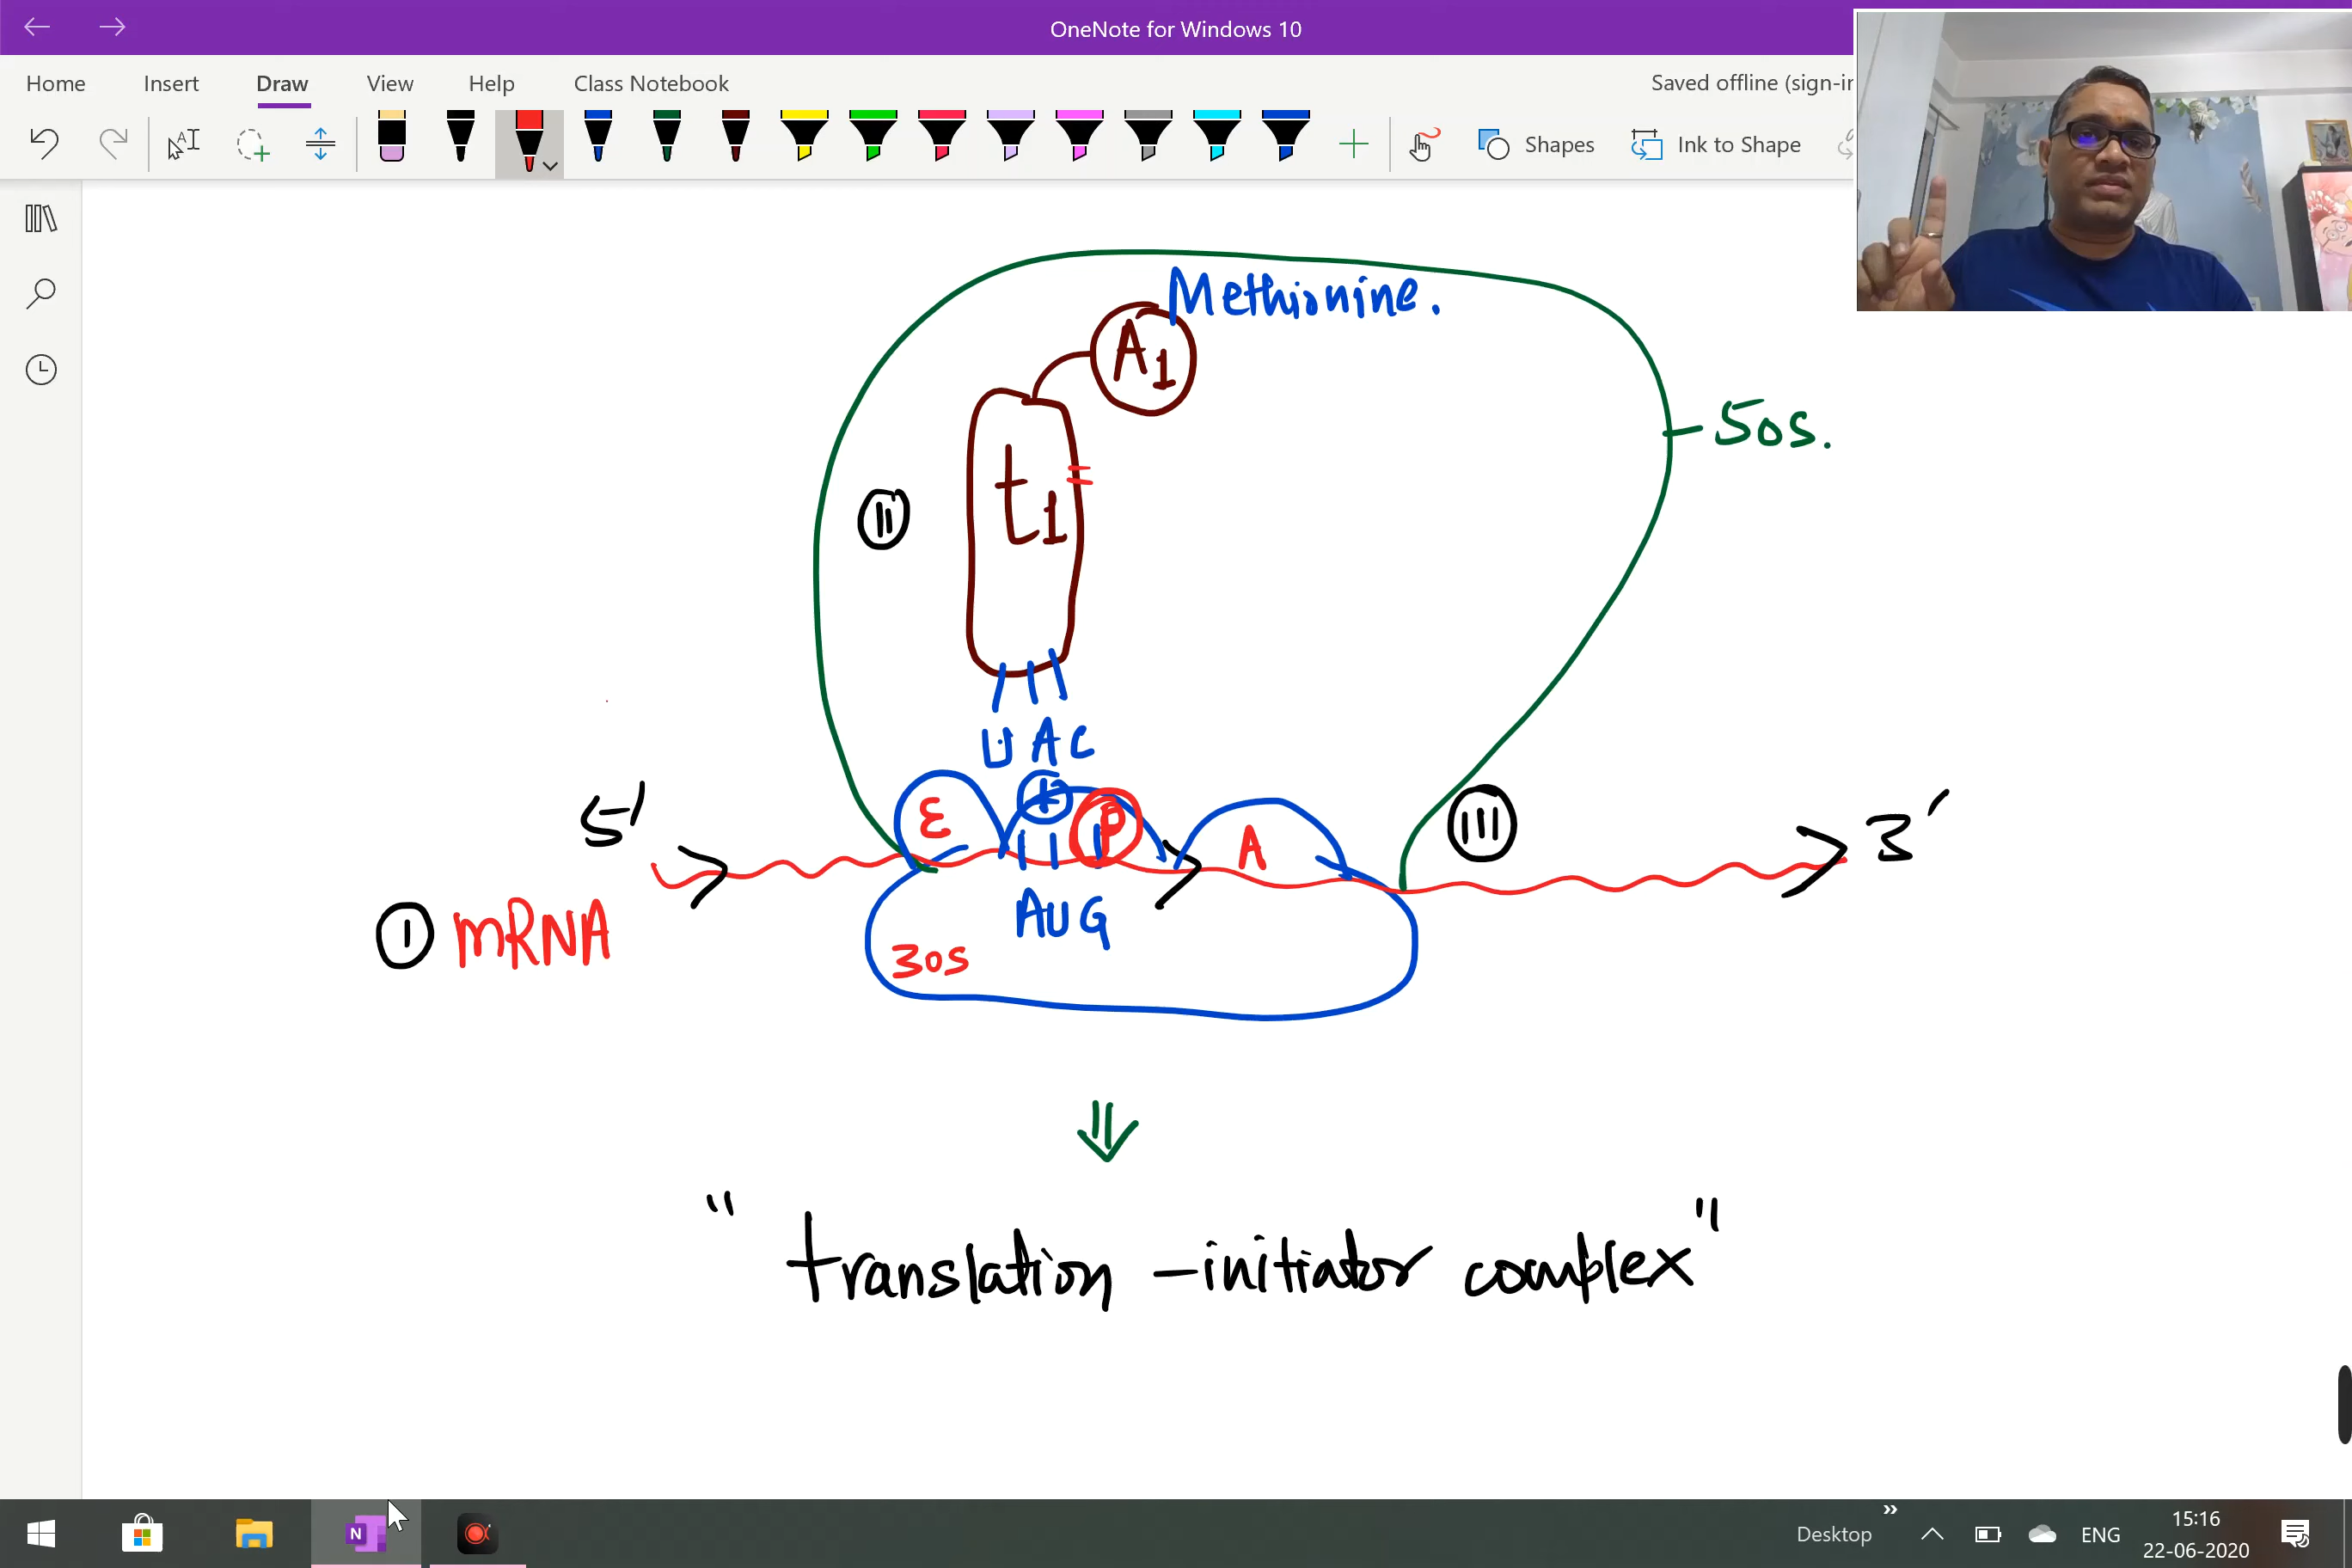 OneNote for Windows 10
Home Insert Draw View Help Class Notebook Saved offline (sign-in
Shapes Ink to Shape
Methionine.
A1
50s.
t1
II
U A C
5' E t P A III 3'
I mRNA AUG
30s
" translation - initiator complex "
Desktop ENG 15:16
22-06-2020